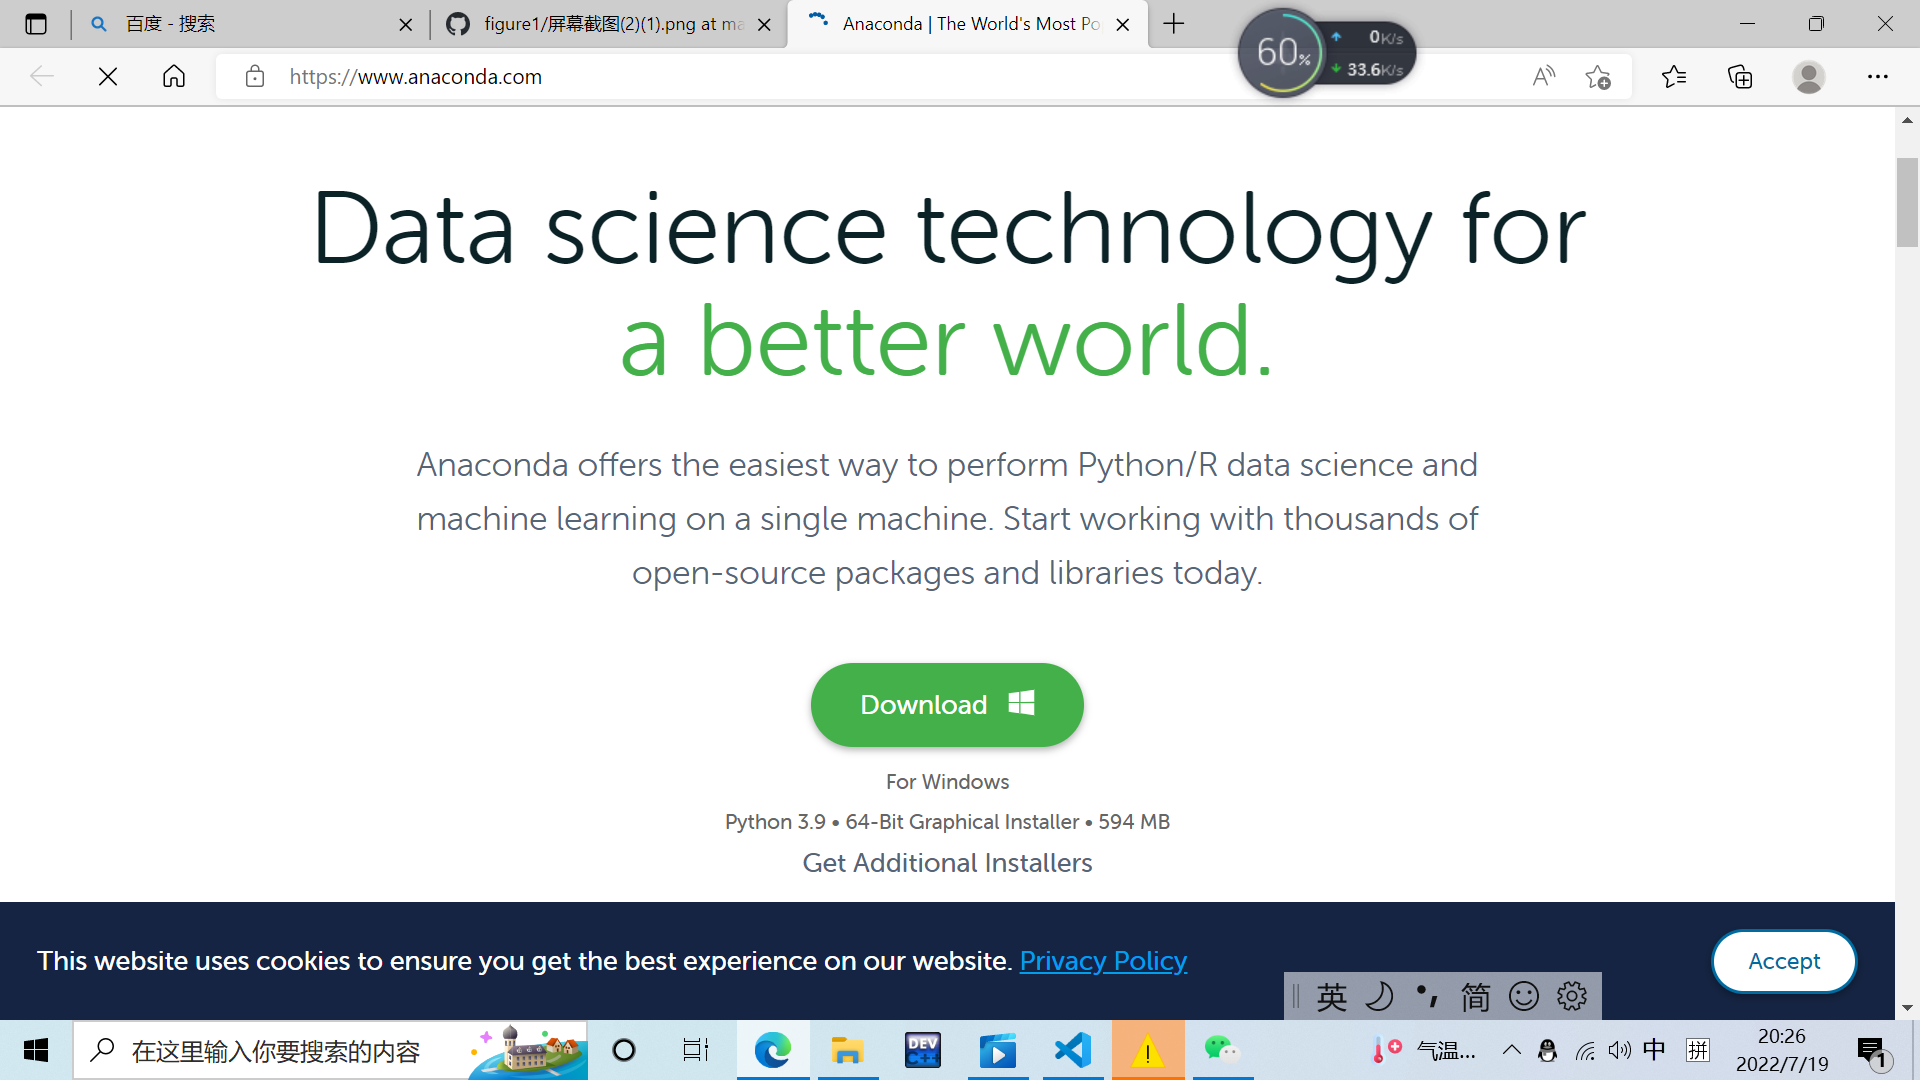 百度 - 搜索
figure1/屏幕截图(2)(1).png at ma
Anaconda | The World's Most Po
60%
0K/s
33.6K/s
https://www.anaconda.com
Data science technology for
a better world.
Anaconda offers the easiest way to perform Python/R data science and
machine learning on a single machine. Start working with thousands of
open-source packages and libraries today.
Download
For Windows
Python 3.9 • 64-Bit Graphical Installer • 594 MB
Get Additional Installers
This website uses cookies to ensure you get the best experience on our website. Privacy Policy
Accept
英 简
在这里输入你要搜索的内容
DEV C++
气温...
中
拼
20:26
2022/7/19
1